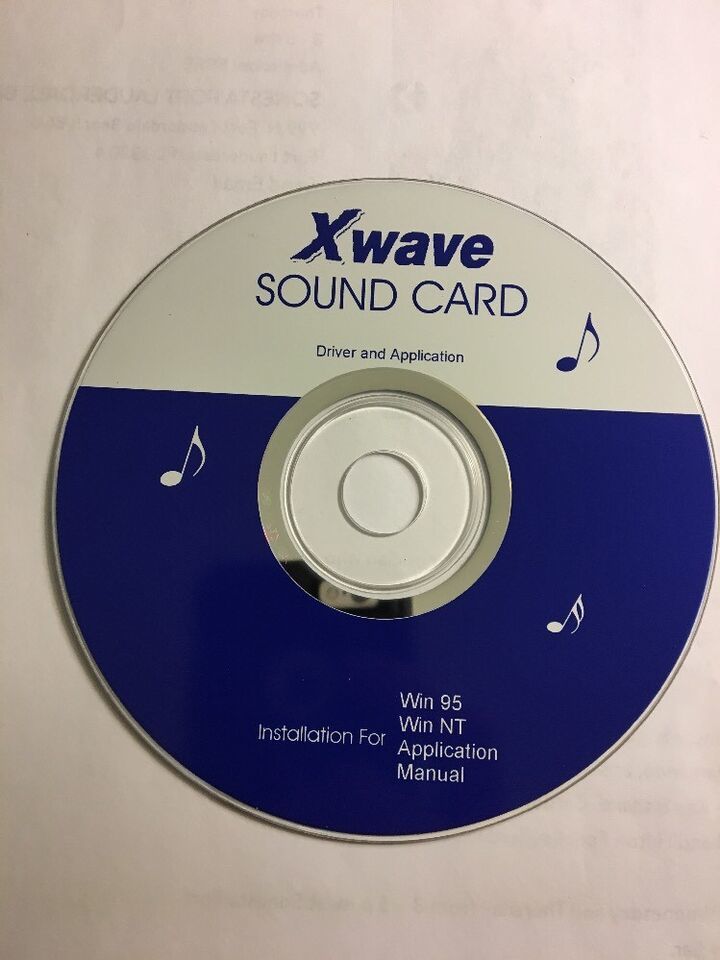 Xwave
SOUND CARD
Driver and Application
Installation For
Win 95
Win NT
Application
Manual